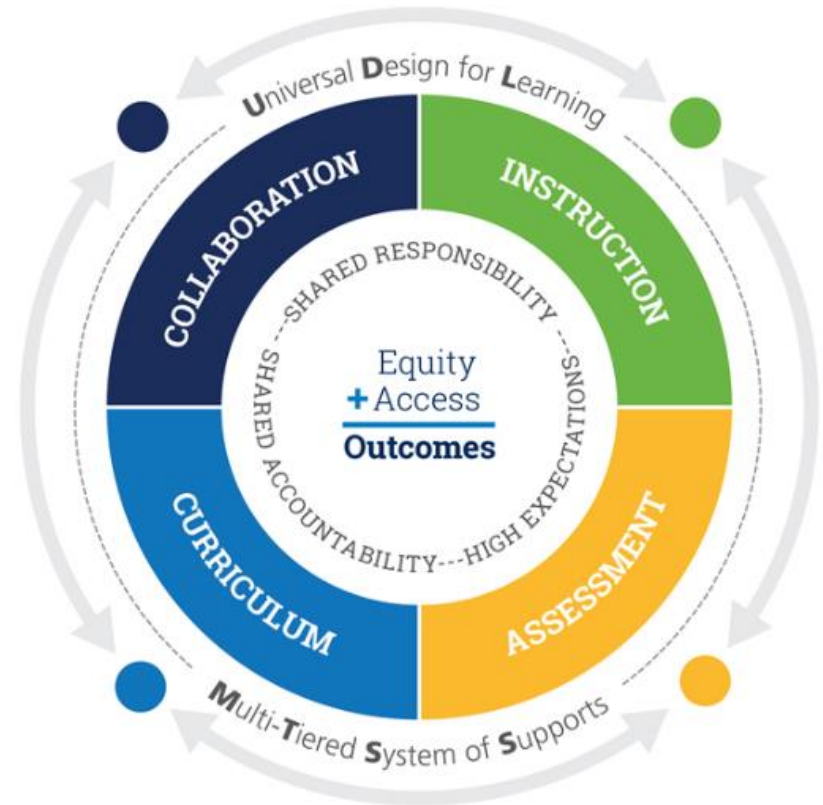 Universal Design for Learning
COLLABORATION
INSTRUCTION
SHARED RESPONSIBILITY ---HIGH EXPECTATIONS
SHARED ACCOUNTABILITY---
Equity
+Access
Outcomes
CURRICULUM
ASSESSMENT
Multi-Tiered System of Supports